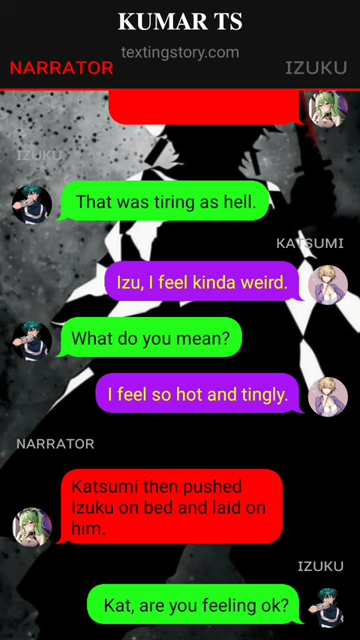 KUMAR TS
textingstory.com
NARRATOR
IZUKU
IZUKU
That was tiring as hell.
KATSUMI
Izu, I feel kinda weird.
What do you mean?
I feel so hot and tingly.
NARRATOR
Katsumi then pushed
Izuku on bed and laid on
him.
IZUKU
Kat, are you feeling ok?